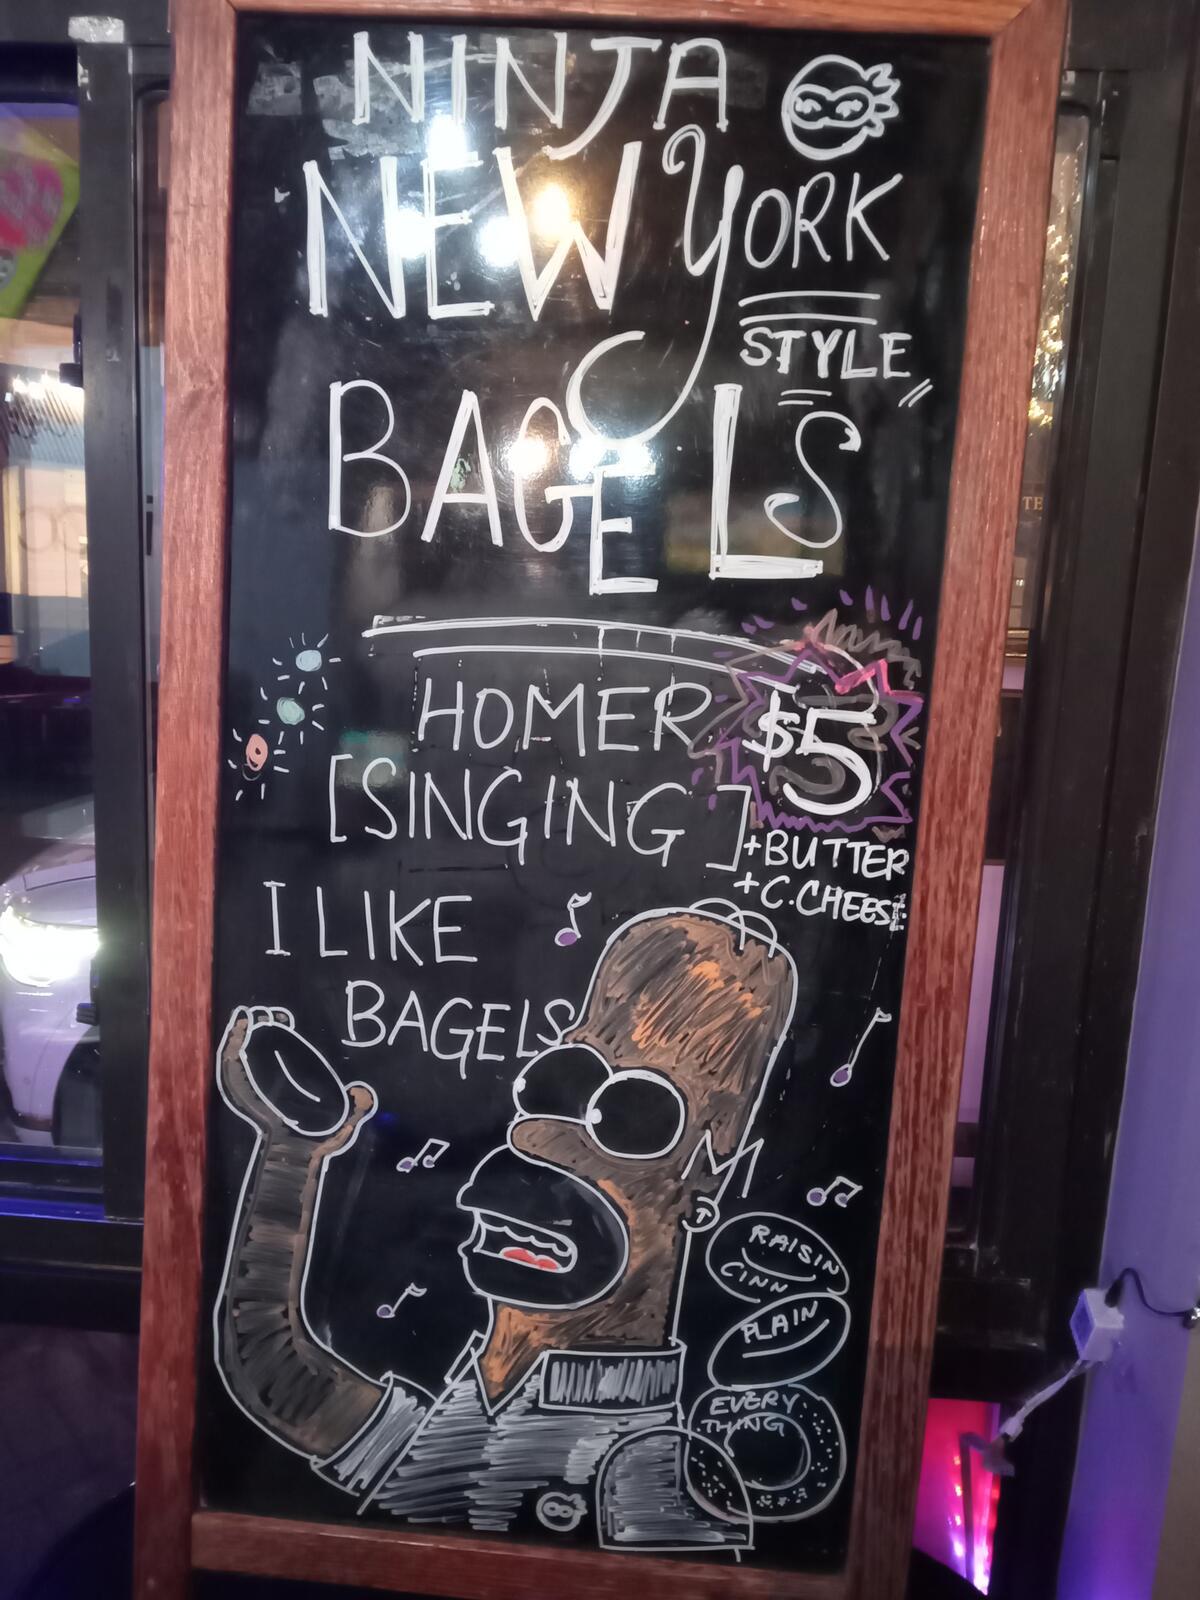 NINJA
NEW YORK
STYLE
BAGELS
HOMER
[SINGING]
$5
+BUTTER
+C.CHEESE
I LIKE
BAGELS
RAISIN
CINN
PLAIN
EVERY
THING